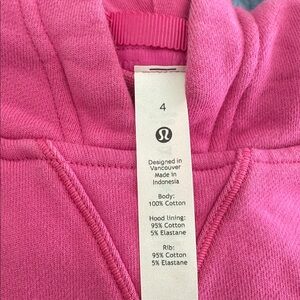 4
Designed in
Vancouver
Made in
Indonesia
Body:
100% Cotton
Hood lining:
95% Cotton
5% Elastane
Rib:
95% Cotton
5% Elastane